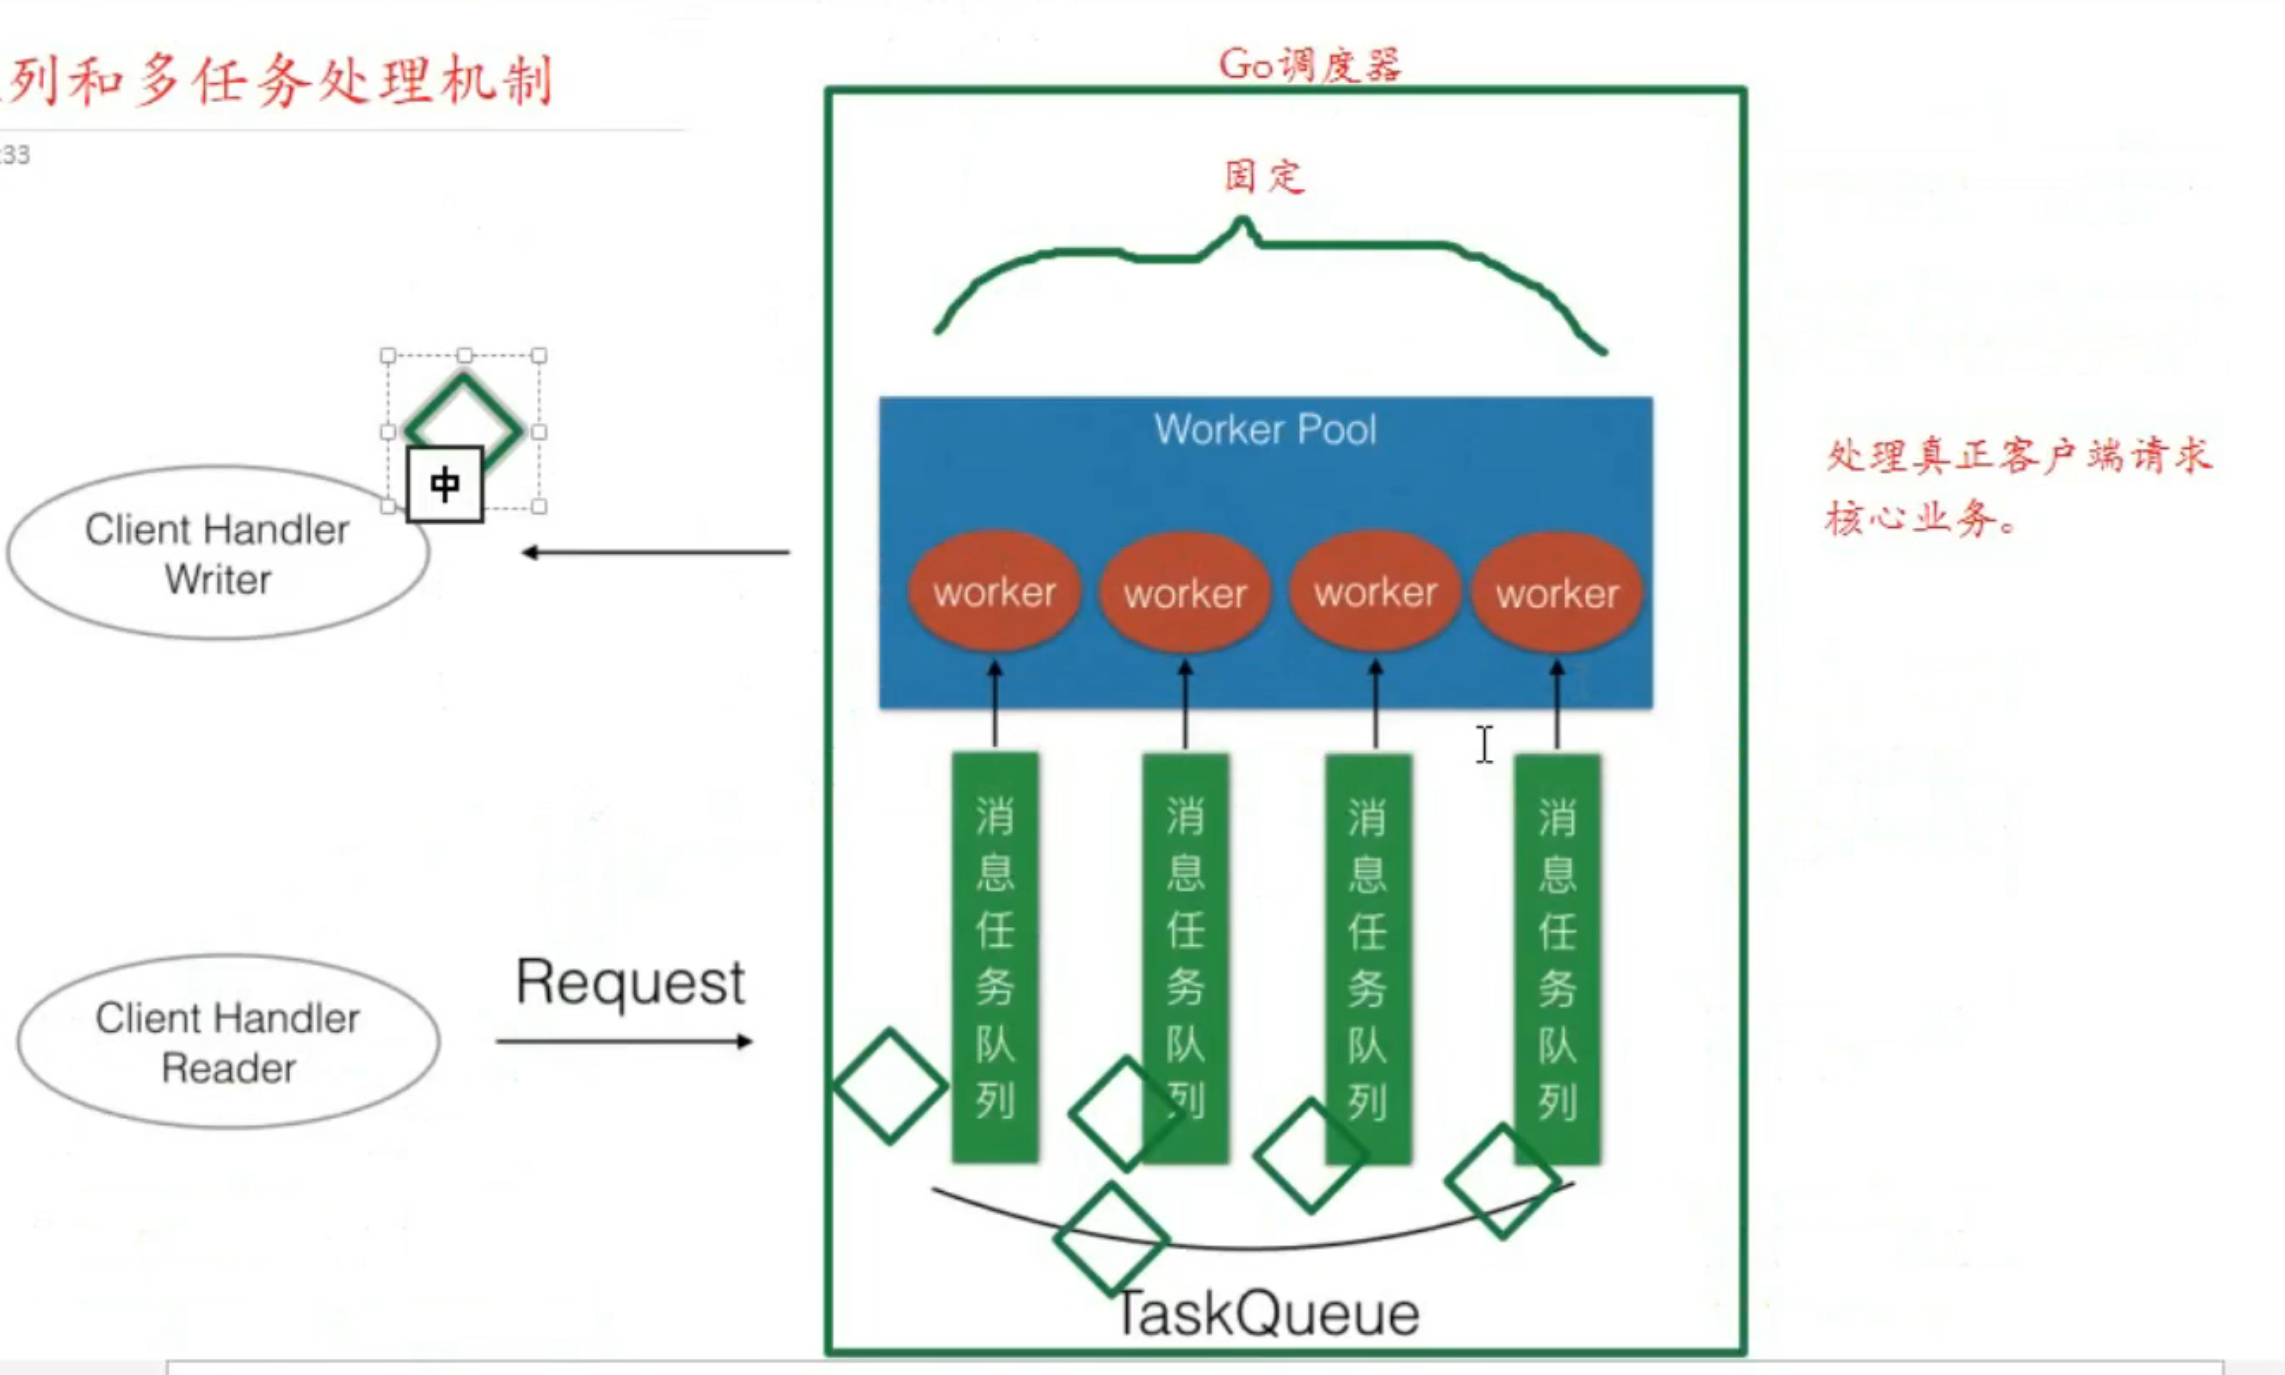 列和多任务处理机制
:33
Go调度器
固定
中
Client Handler
Writer
Worker Pool
worker
worker
worker
worker
处理真正客户端请求
核心业务。
Client Handler
Reader
Request
消息任务队列
消息任务队列
消息任务队列
消息任务队列
TaskQueue